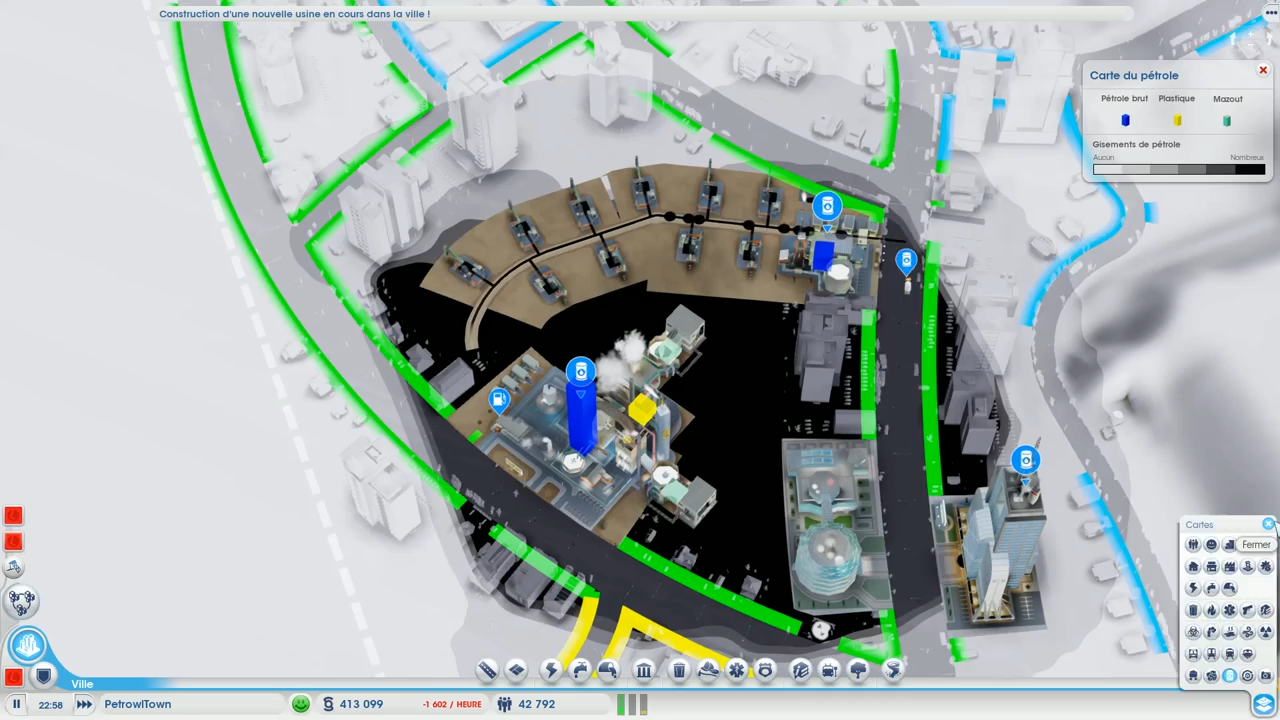 Construction d'une nouvelle usine en cours dans la ville !
Carte du pétrole
Pétrole brut Plastique Mazout
Gisements de pétrole
Aucun Nombreux
Cartes
Fermer
Ville
22:58 PetrowlTown 413 099 -1 602 / HEURE 42 792